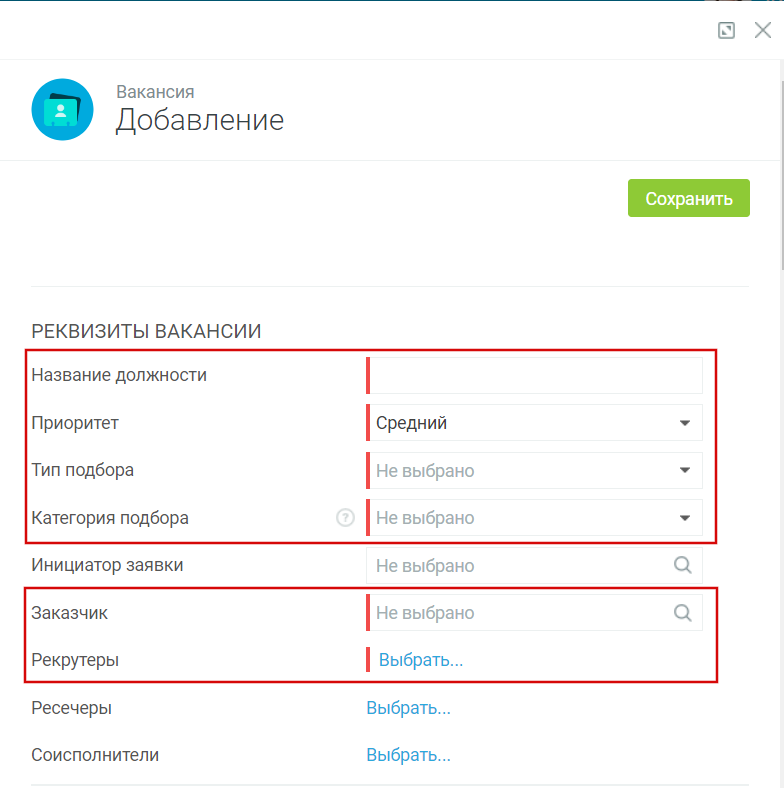 Вакансия
Добавление
Сохранить
РЕКВИЗИТЫ ВАКАНСИИ
Название должности
Приоритет Средний
Тип подбора Не выбрано
Категория подбора ? Не выбрано
Инициатор заявки Не выбрано
Заказчик Не выбрано
Рекрутеры Выбрать...
Ресечеры Выбрать...
Соисполнители Выбрать...